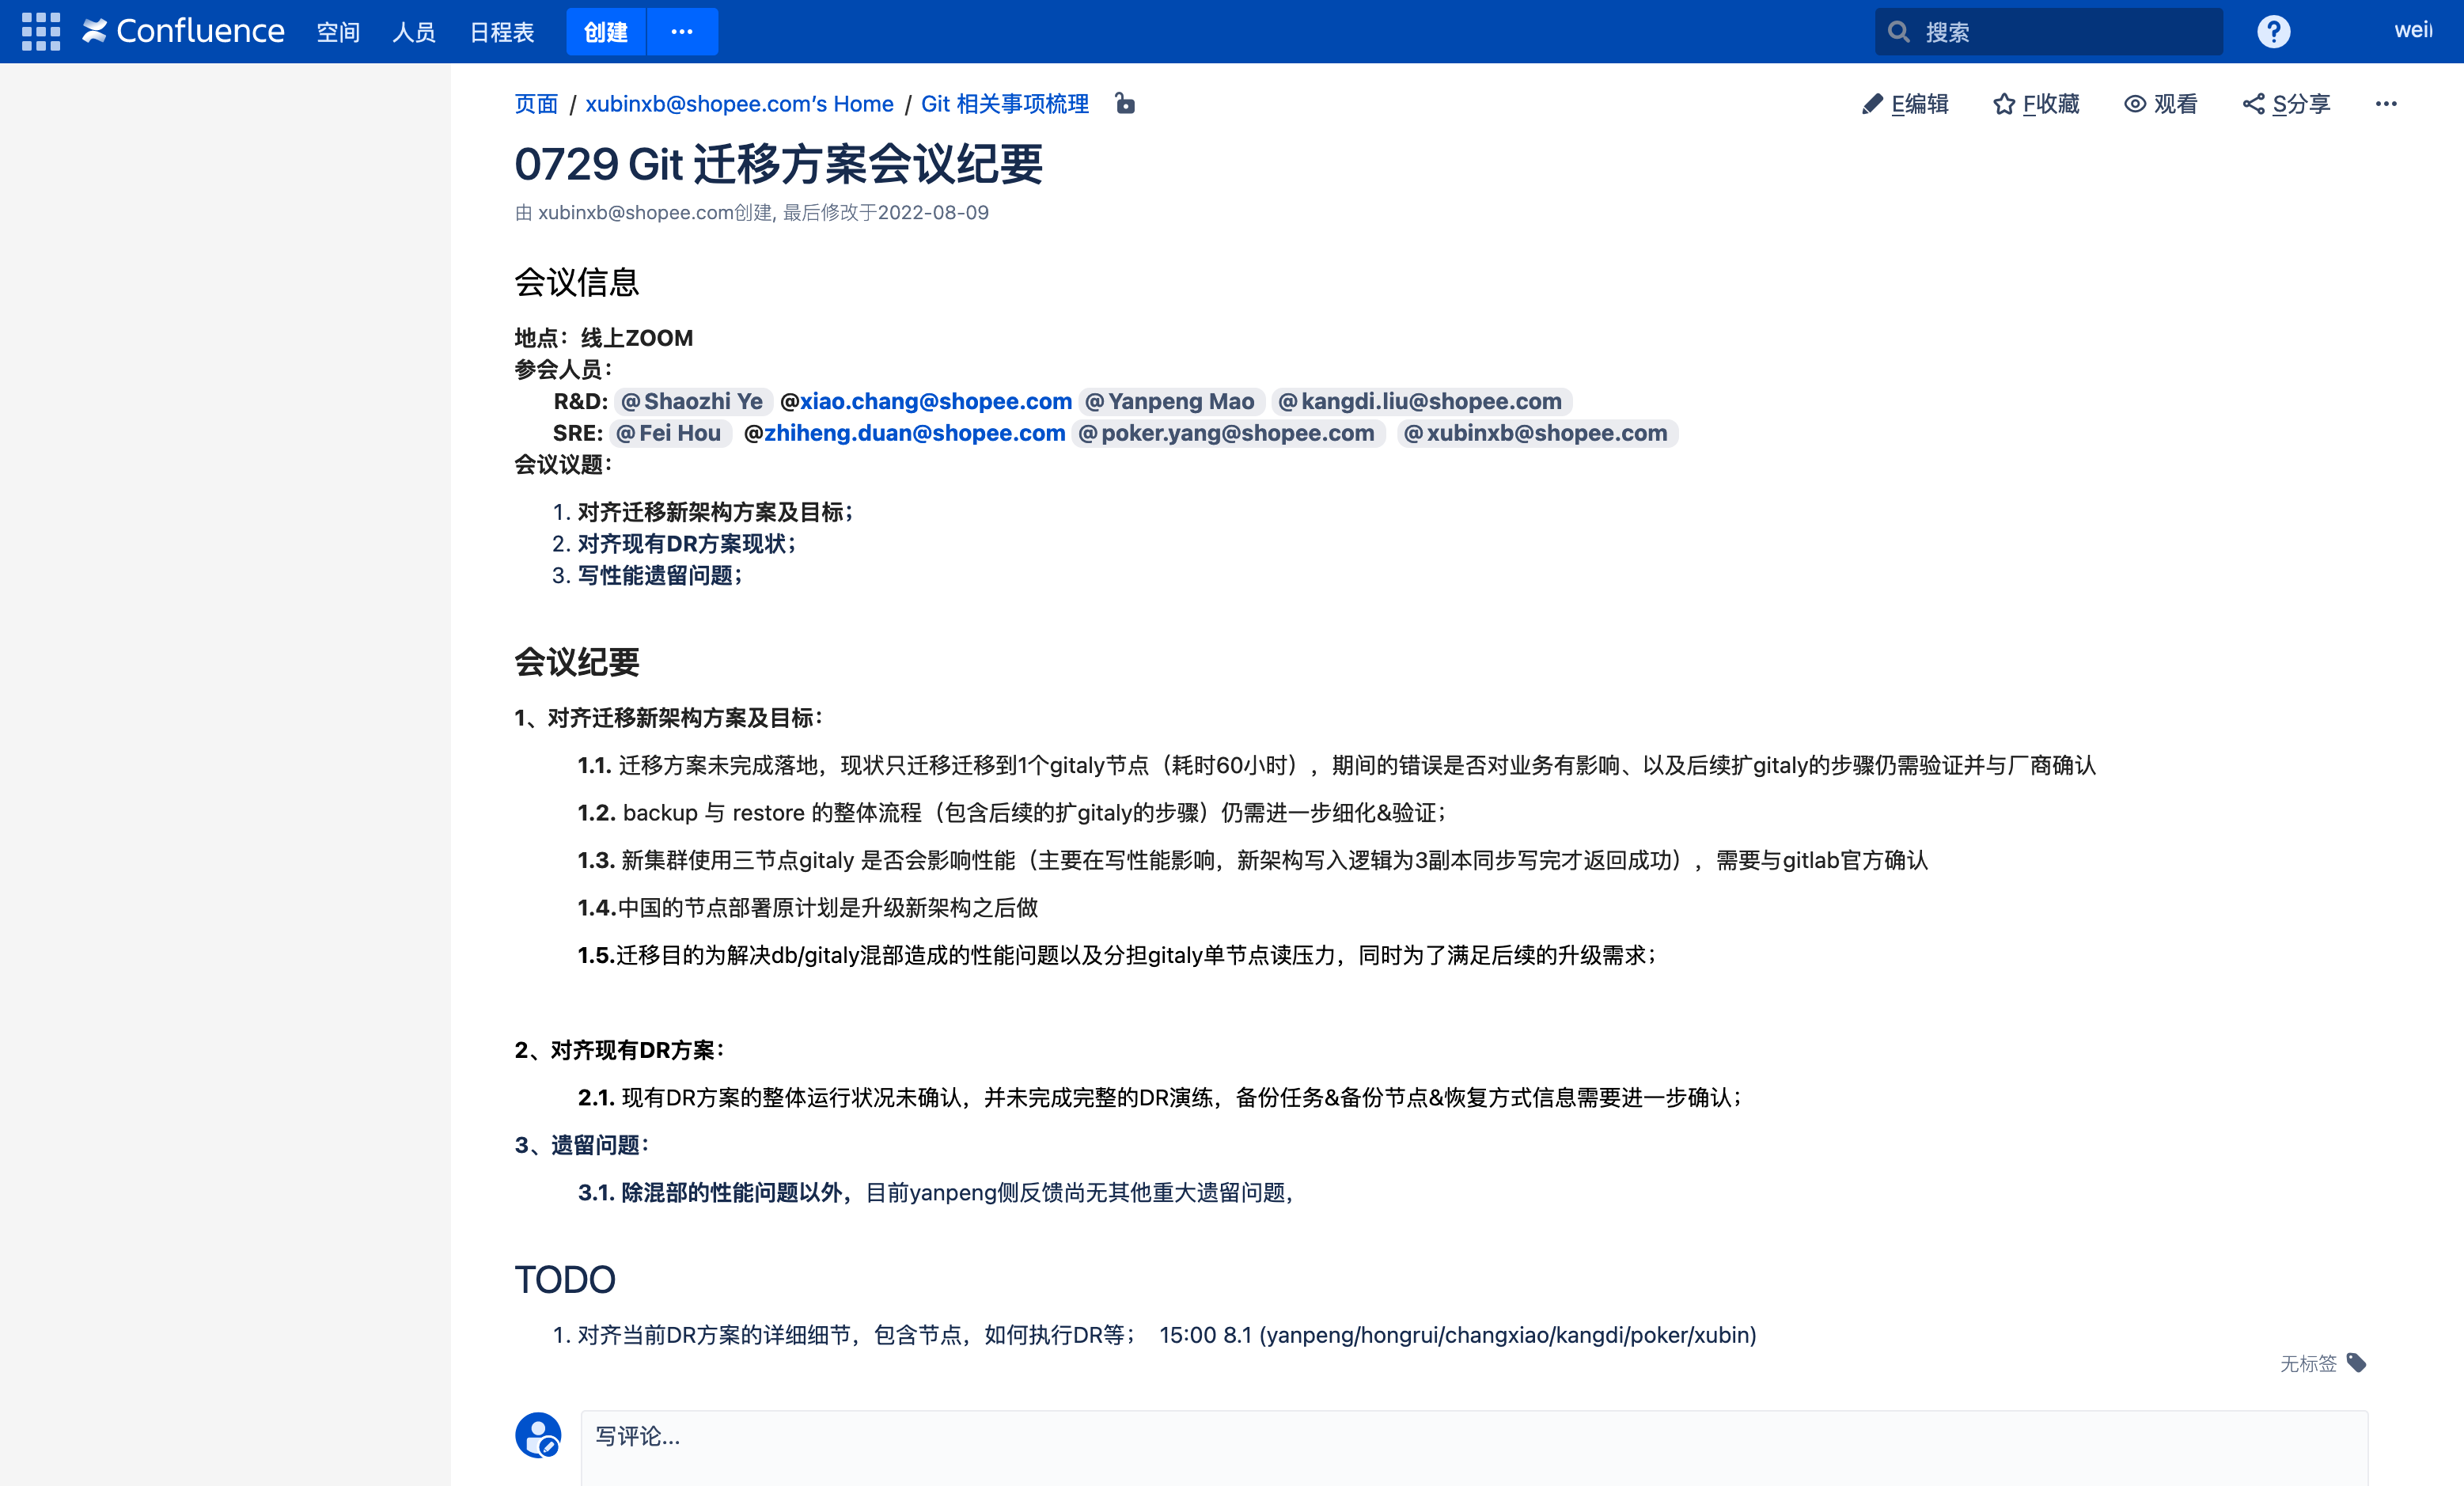 Confluence 空间 人员 日程表 创建 ··· 搜索 ? wei
页面 / xubinxb@shopee.com’s Home / Git 相关事项梳理 E编辑 F收藏 观看 S分享 ···
0729 Git 迁移方案会议纪要
由 xubinxb@shopee.com创建, 最后修改于2022-08-09
会议信息
地点：线上ZOOM
参会人员：
R&D: @Shaozhi Ye @xiao.chang@shopee.com @Yanpeng Mao @kangdi.liu@shopee.com
SRE: @Fei Hou @zhiheng.duan@shopee.com @poker.yang@shopee.com @xubinxb@shopee.com
会议议题：
1. 对齐迁移新架构方案及目标；
2. 对齐现有DR方案现状；
3. 写性能遗留问题；
会议纪要
1、对齐迁移新架构方案及目标：
1.1. 迁移方案未完成落地，现状只迁移迁移到1个gitaly节点（耗时60小时），期间的错误是否对业务有影响、以及后续扩gitaly的步骤仍需验证并与厂商确认
1.2. backup 与 restore 的整体流程（包含后续的扩gitaly的步骤）仍需进一步细化&验证；
1.3. 新集群使用三节点gitaly 是否会影响性能（主要在写性能影响，新架构写入逻辑为3副本同步写完才返回成功），需要与gitlab官方确认
1.4.中国的节点部署原计划是升级新架构之后做
1.5.迁移目的为解决db/gitaly混部造成的性能问题以及分担gitaly单节点读压力，同时为了满足后续的升级需求；
2、对齐现有DR方案：
2.1. 现有DR方案的整体运行状况未确认，并未完成完整的DR演练，备份任务&备份节点&恢复方式信息需要进一步确认；
3、遗留问题：
3.1. 除混部的性能问题以外，目前yanpeng侧反馈尚无其他重大遗留问题，
TODO
1. 对齐当前DR方案的详细细节，包含节点，如何执行DR等； 15:00 8.1 (yanpeng/hongrui/changxiao/kangdi/poker/xubin)
无标签
写评论...